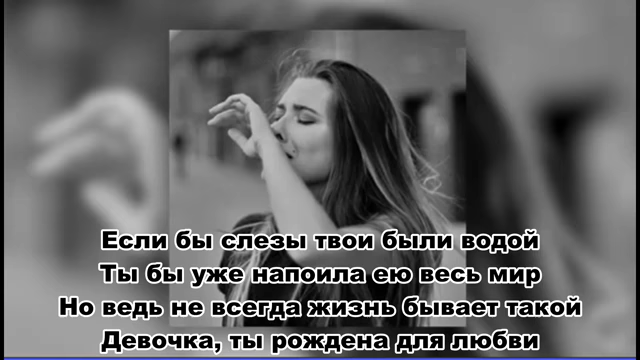 Если бы слезы твои были водой
Ты бы уже напоила ею весь мир
Но ведь не всегда жизнь бывает такой
Девочка, ты рождена для любви